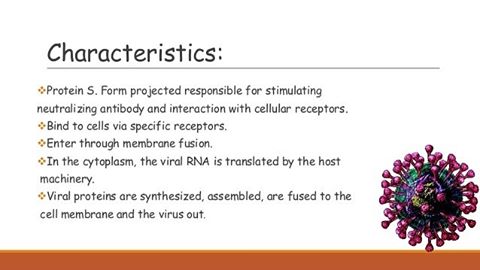 Characteristics:
❖Protein S. Form projected responsible for stimulating
neutralizing antibody and interaction with cellular receptors.
❖Bind to cells via specific receptors.
❖Enter through membrane fusion.
❖In the cytoplasm, the viral RNA is translated by the host
machinery.
❖Viral proteins are synthesized, assembled, are fused to the
cell membrane and the virus out.